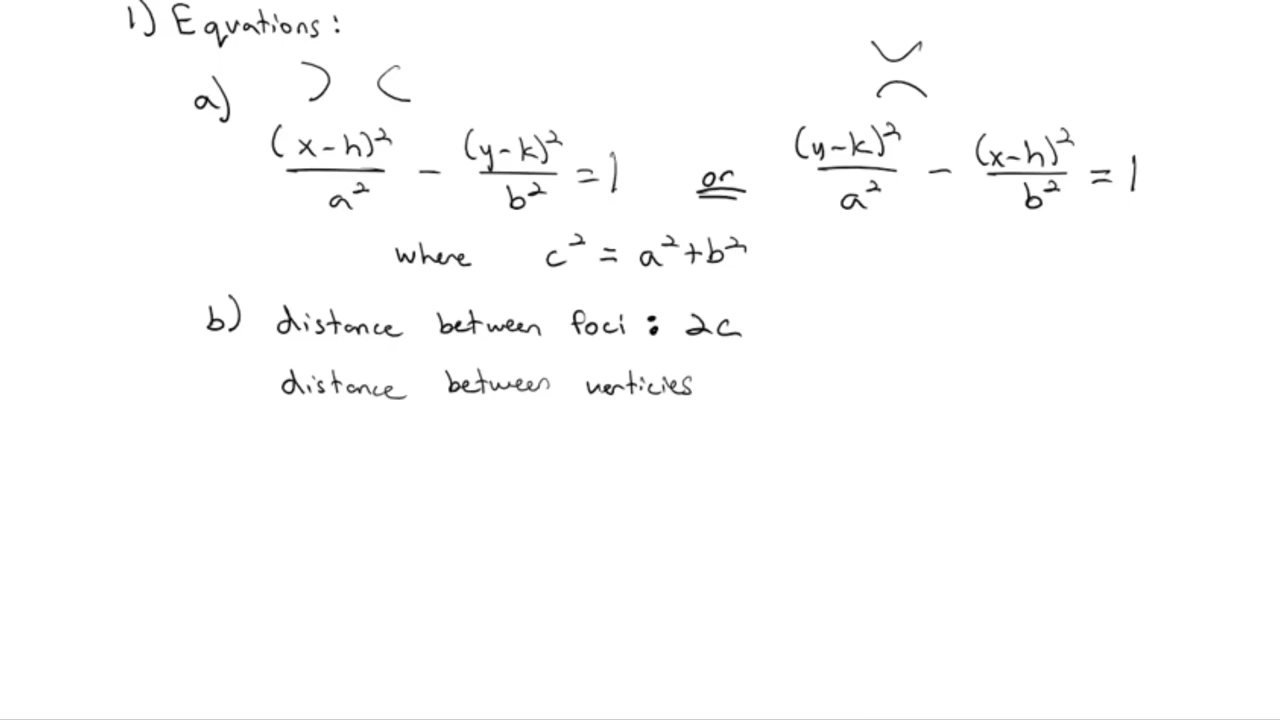 1) Equations:
a)
(x-h)²/a² - (y-k)²/b² = 1 or (y-k)²/a² - (x-h)²/b² = 1
where c² = a²+b²
b) distance between foci : 2c
distance between verticies